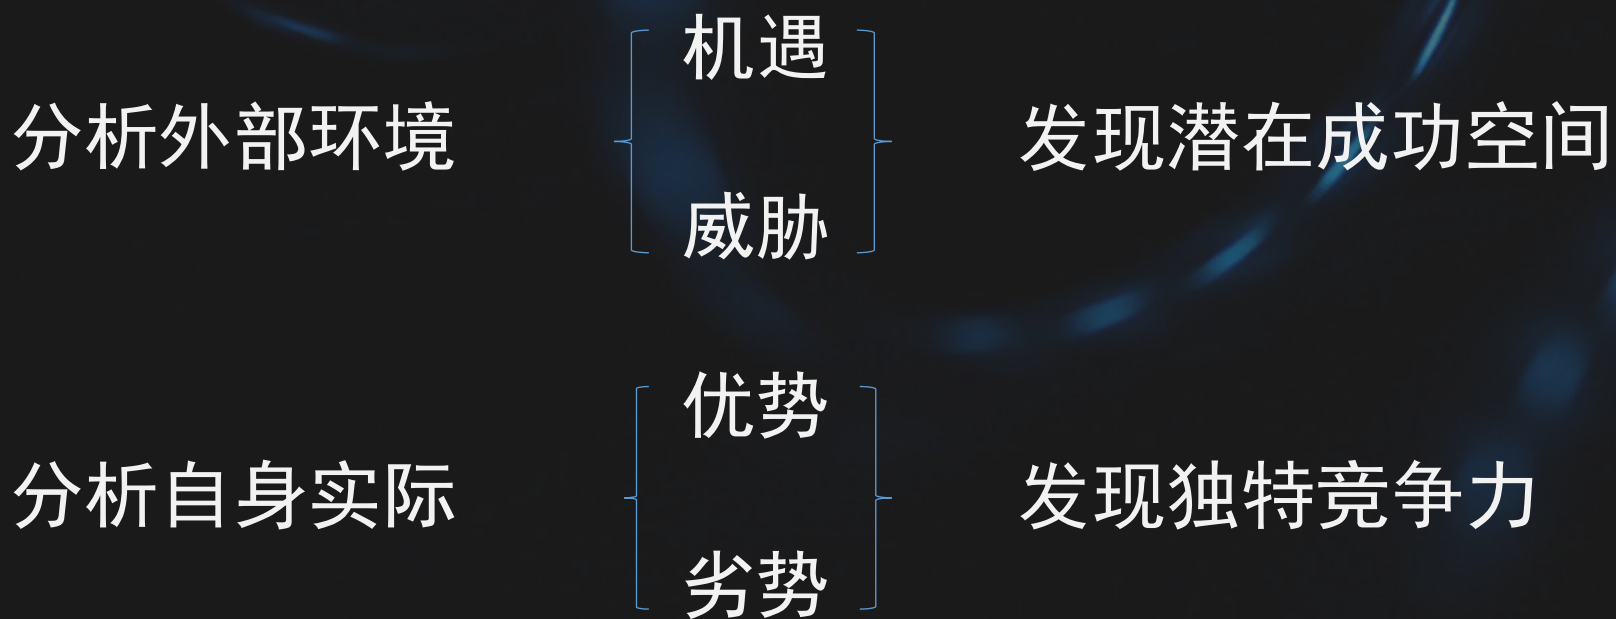 机遇
分析外部环境
发现潜在成功空间
威胁
优势
分析自身实际
发现独特竞争力
劣势